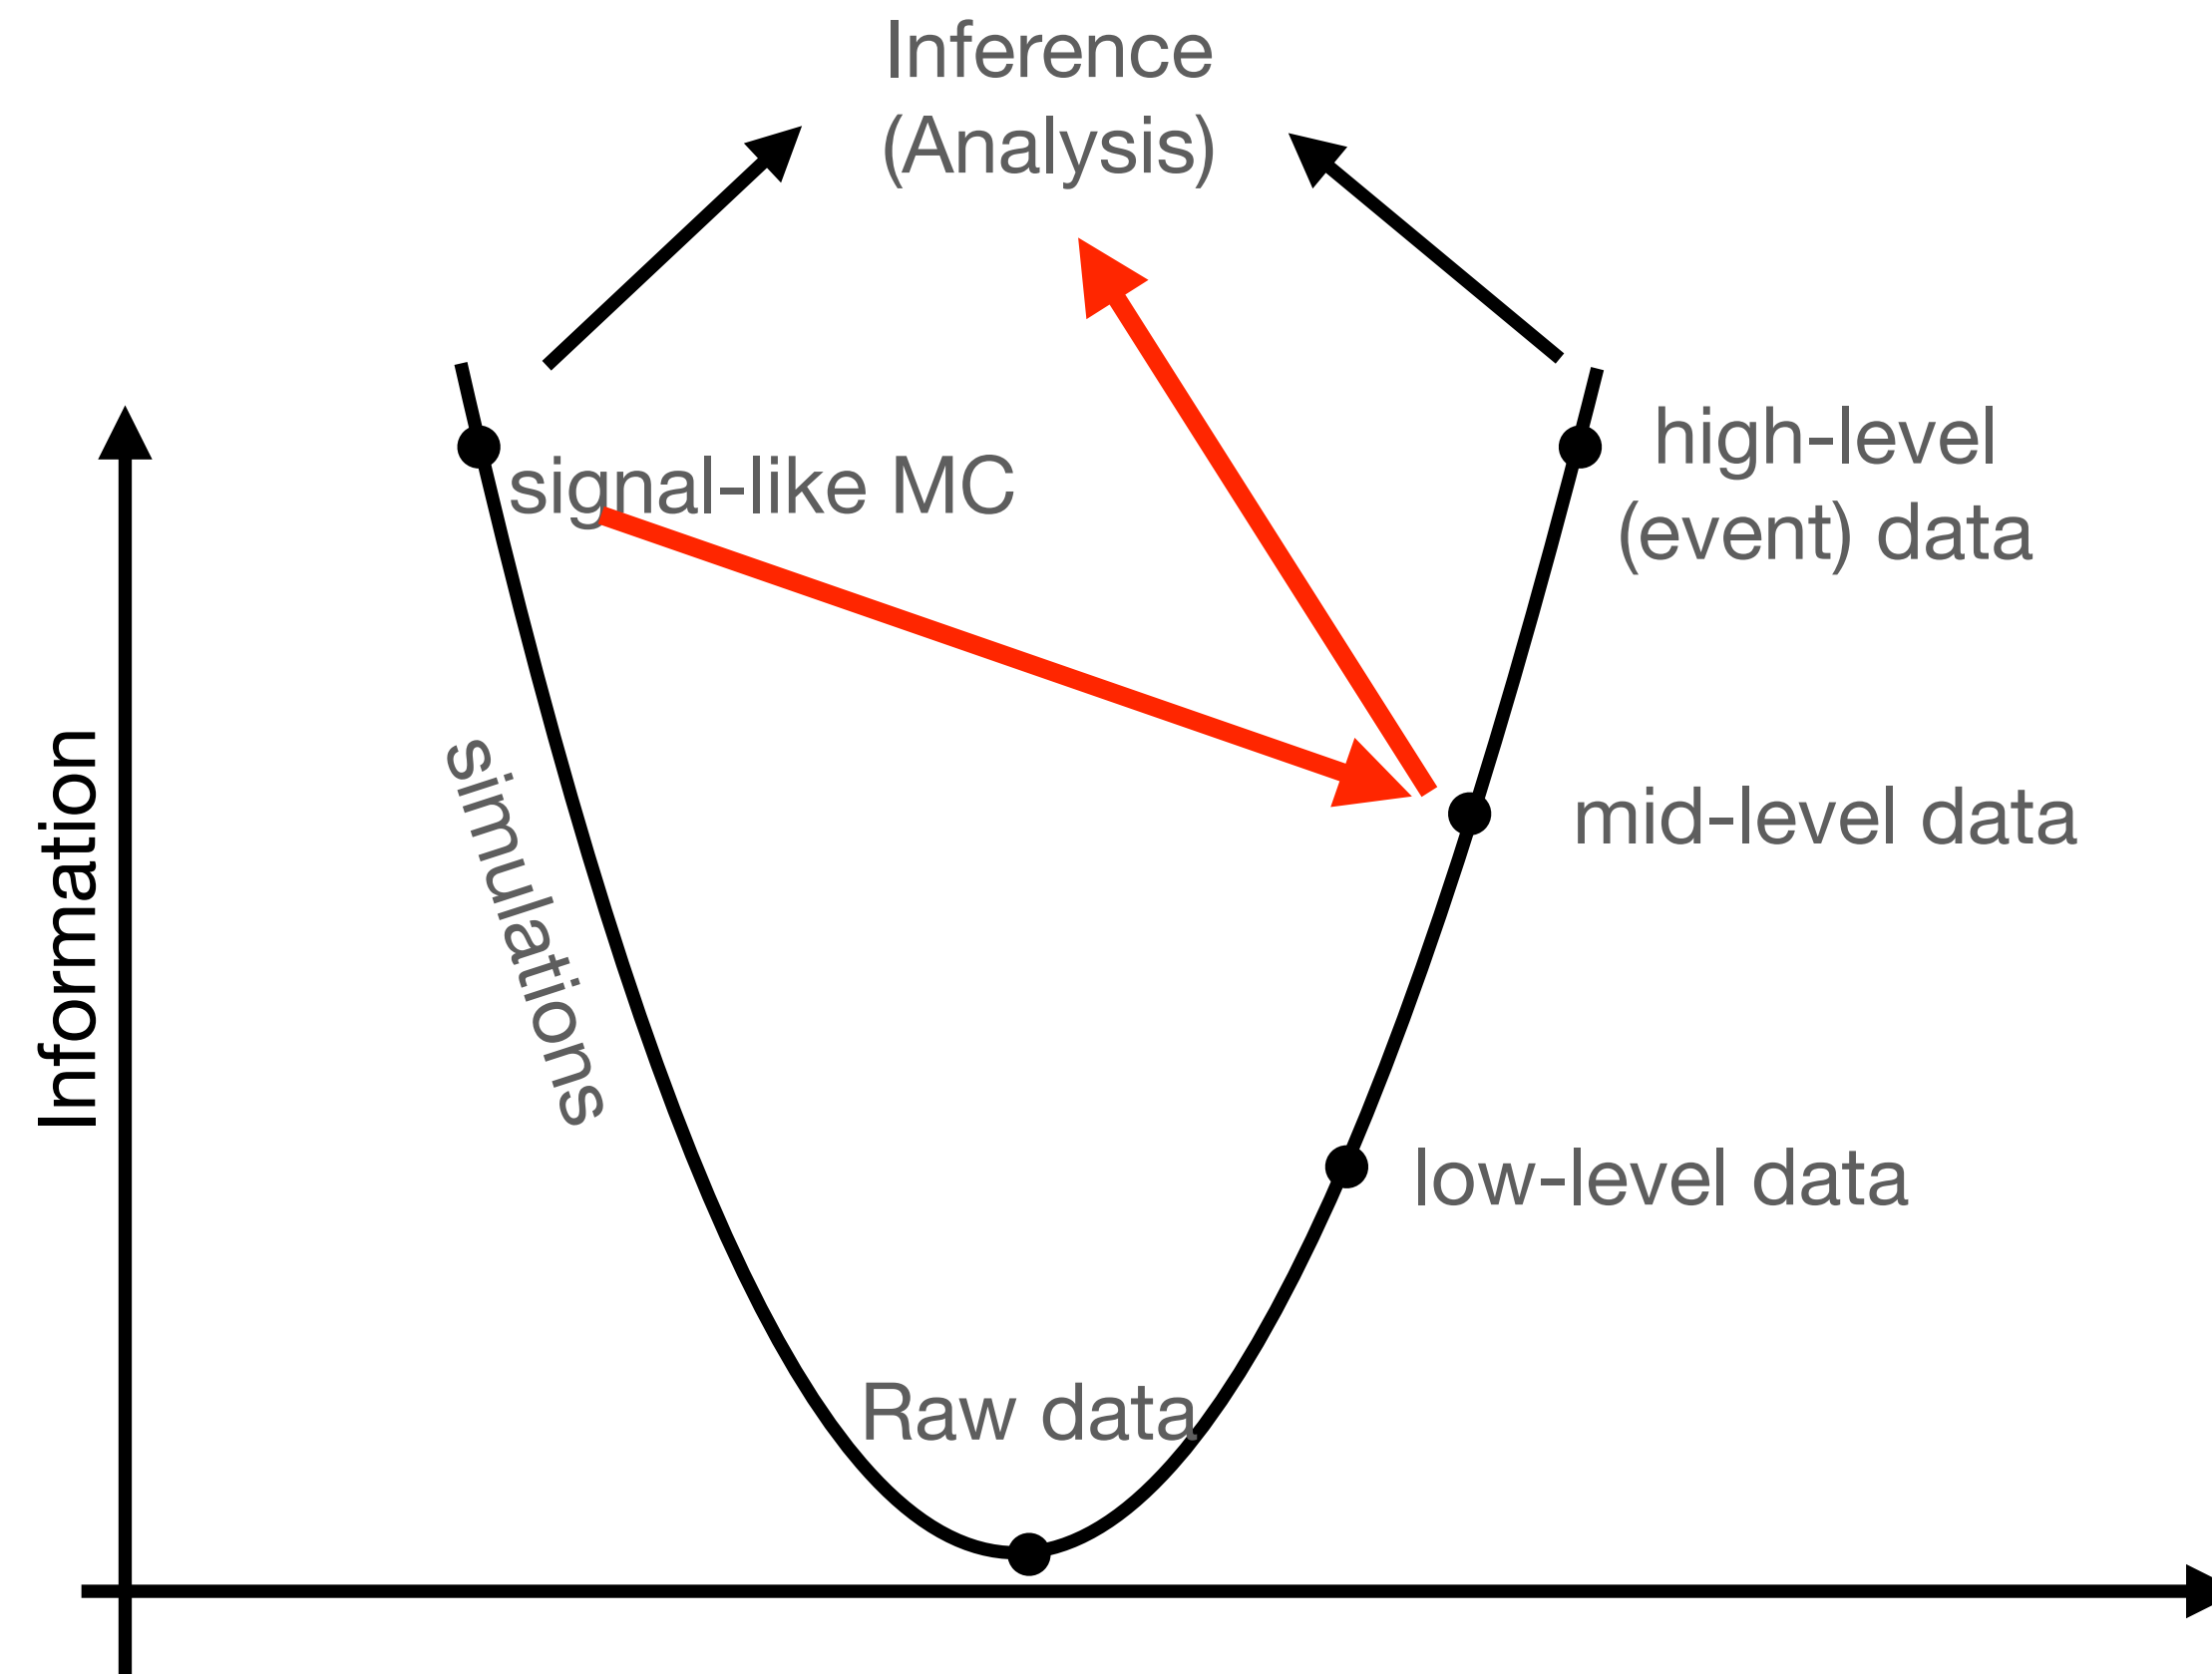 Inference
(Analysis)
signal-like MC
high-level
(event) data
Information
simulations
mid-level data
low-level data
Raw data